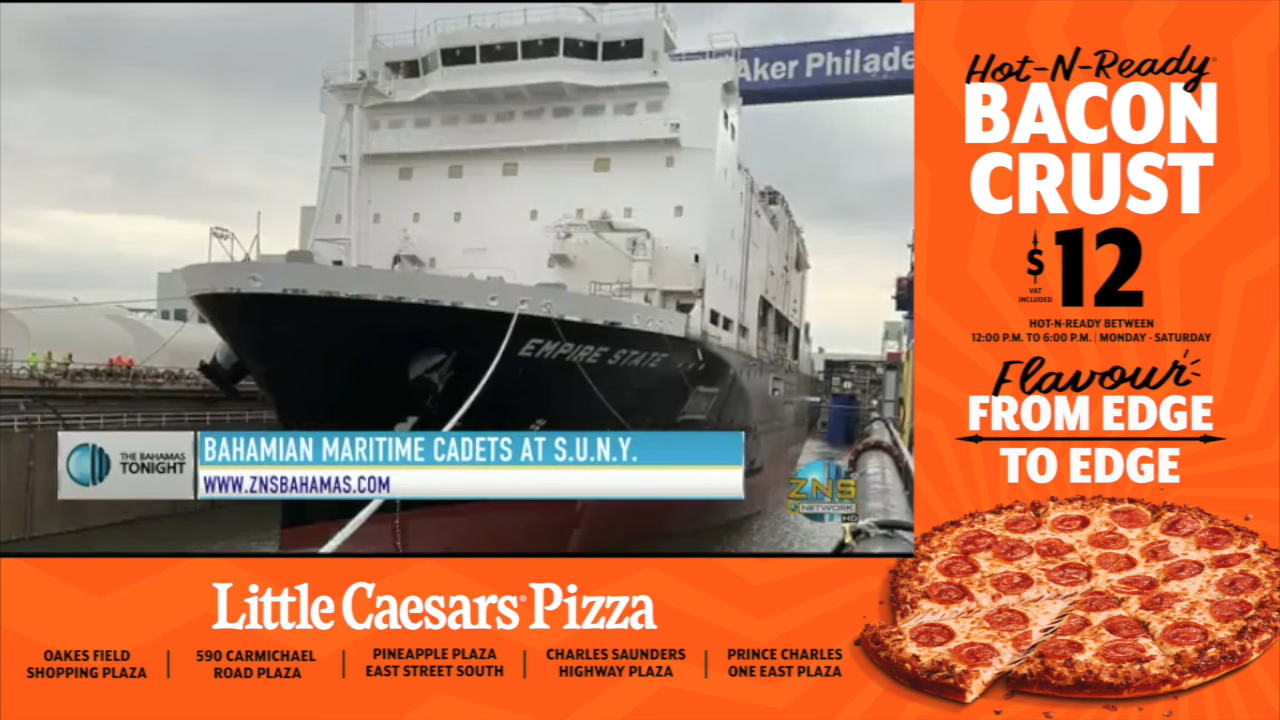 Aker Philade
EMPIRE STATE
THE BAHAMAS
TONIGHT
BAHAMIAN MARITIME CADETS AT S.U.N.Y.
WWW.ZNSBAHAMAS.COM
ZNS
NETWORK
HD
Hot-N-Ready
BACON
CRUST
$12
VAT
INCLUDED
HOT-N-READY BETWEEN
12:00 P.M. TO 6:00 P.M. | MONDAY - SATURDAY
Flavour
FROM EDGE
TO EDGE
Little Caesars Pizza
OAKES FIELD
SHOPPING PLAZA
590 CARMICHAEL
ROAD PLAZA
PINEAPPLE PLAZA
EAST STREET SOUTH
CHARLES SAUNDERS
HIGHWAY PLAZA
PRINCE CHARLES
ONE EAST PLAZA